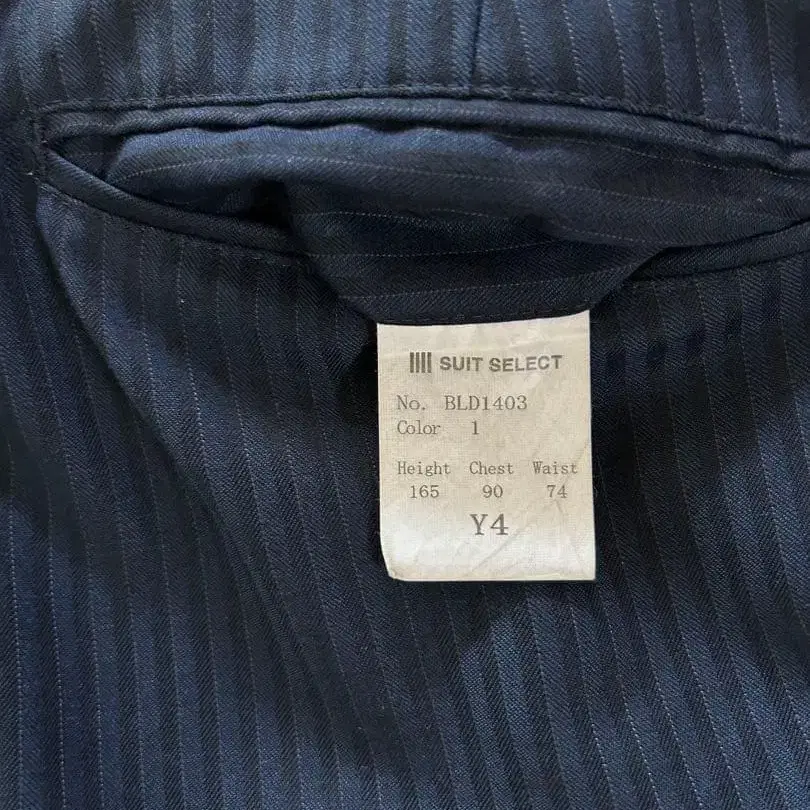 SUIT SELECT
No. BLD1403
Color 1
Height Chest Waist
165 90 74
Y4